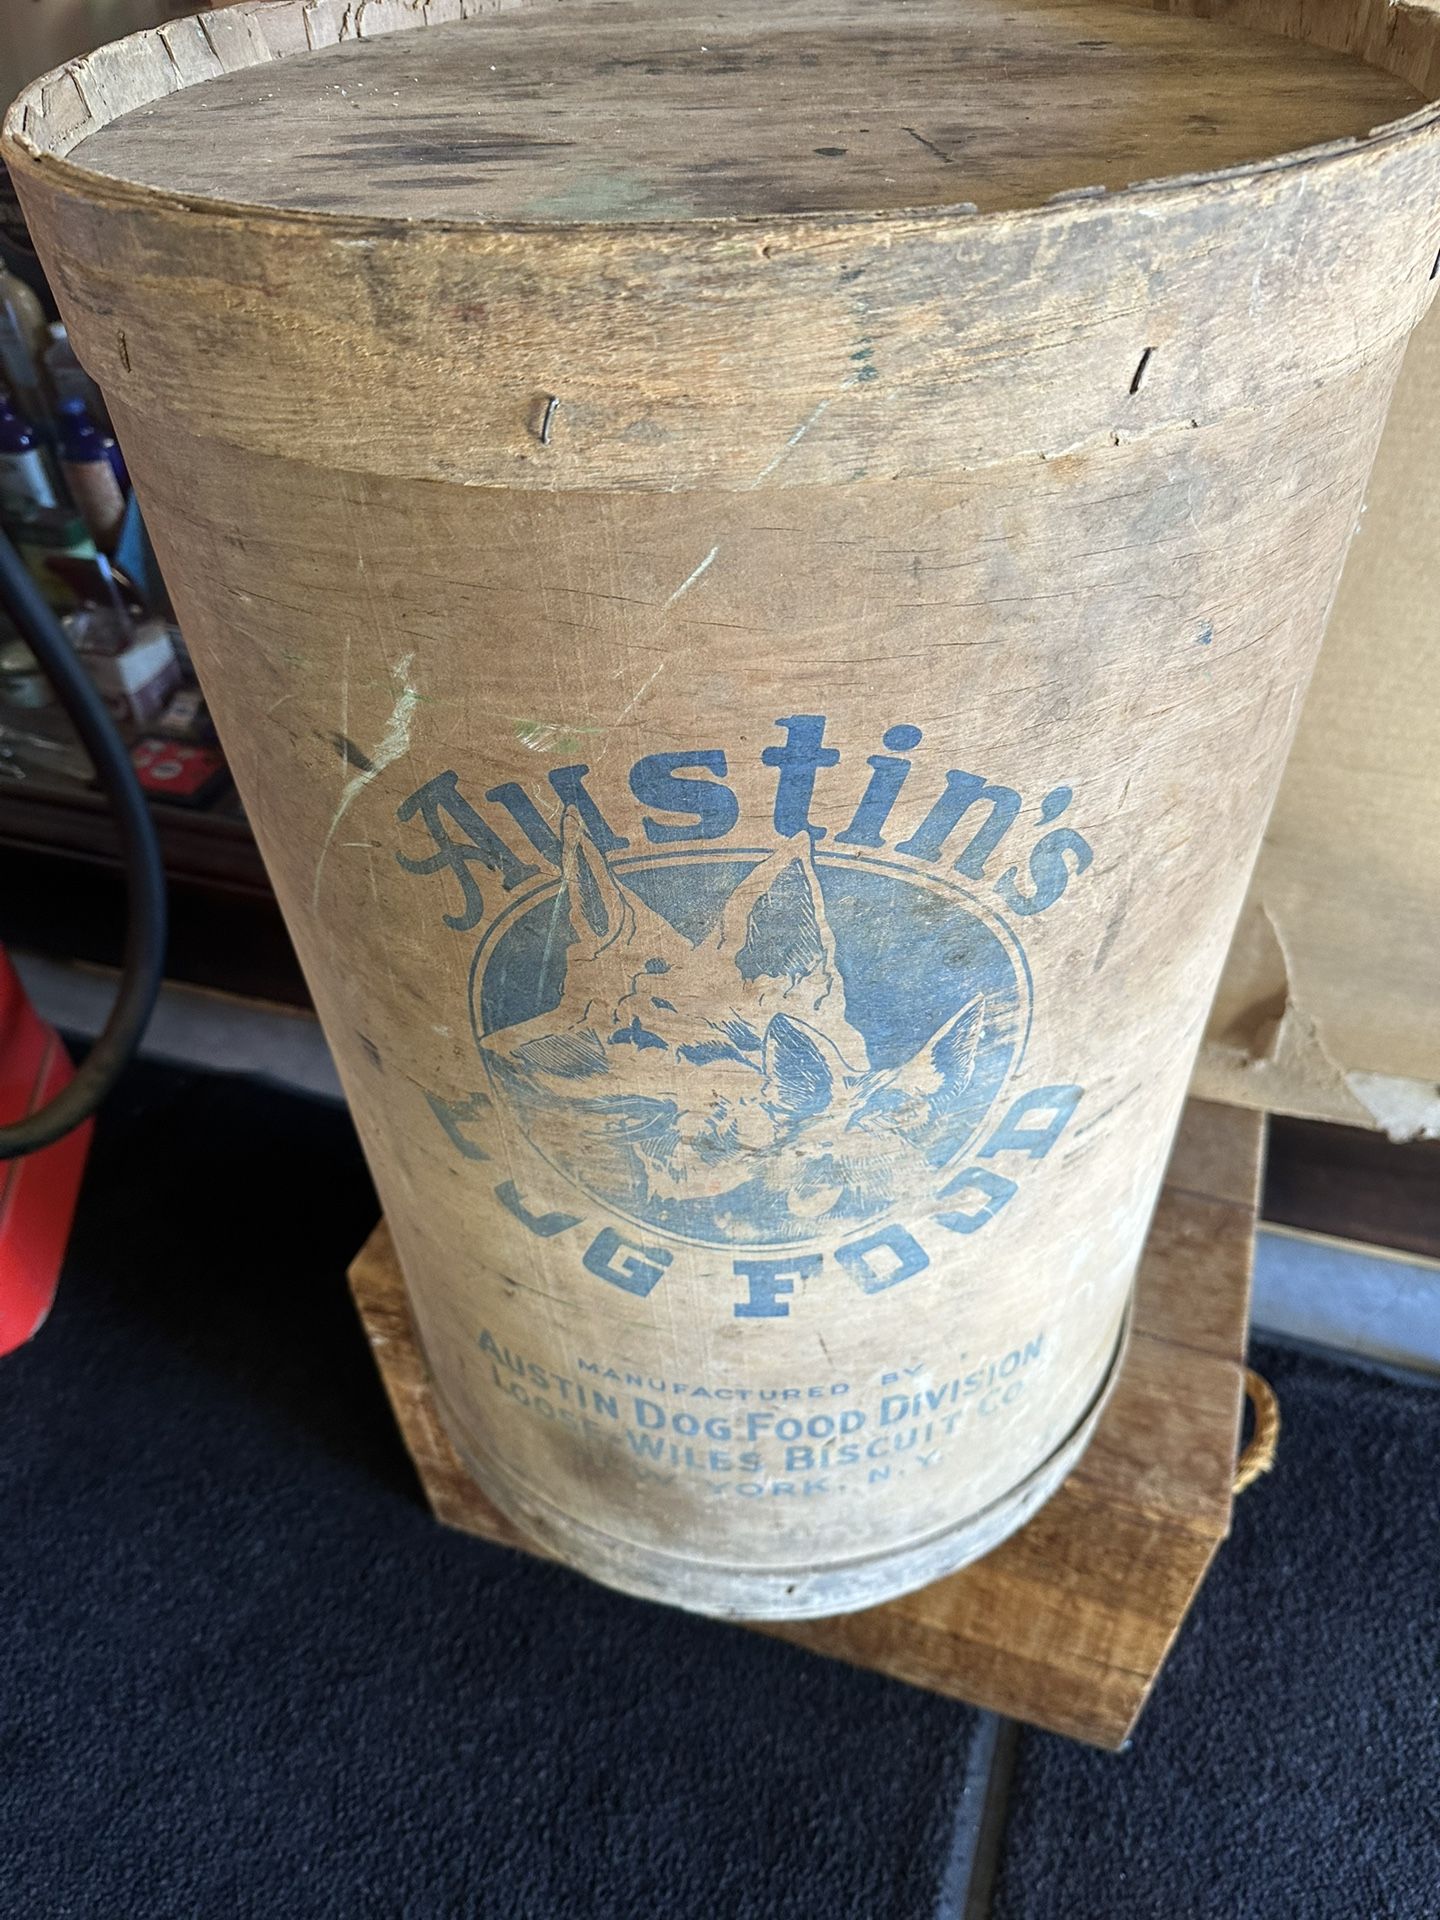 Austin's
DOG FOOD
MANUFACTURED BY
AUSTIN DOG FOOD DIVISION
LOOSE-WILES BISCUIT CO.
NEW YORK, N.Y.